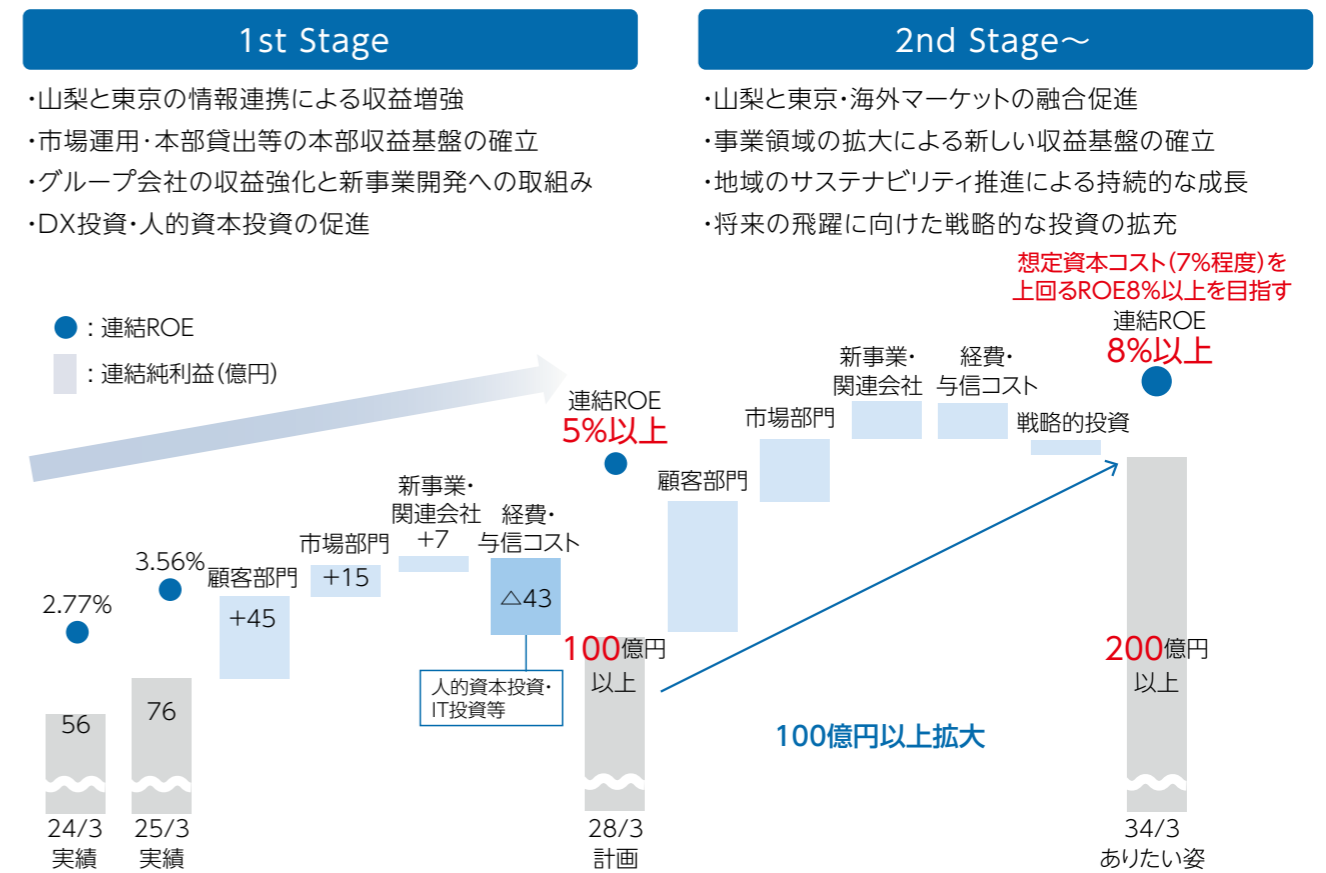 1st Stage
・山梨と東京の情報連携による収益増強
・市場運用・本部貸出等の本部収益基盤の確立
・グループ会社の収益強化と新事業開発への取組み
・DX投資・人的資本投資の促進
2nd Stage～
・山梨と東京・海外マーケットの融合促進
・事業領域の拡大による新しい収益基盤の確立
・地域のサステナビリティ推進による持続的な成長
・将来の飛躍に向けた戦略的な投資の拡充
：連結ROE
：連結純利益（億円）
2.77%
56
24/3
実績
3.56%
76
25/3
実績
顧客部門
+45
市場部門
+15
新事業・
関連会社
+7
経費・
与信コスト
△43
人的資本投資・
IT投資等
連結ROE
5%以上
100億円
以上
28/3
計画
顧客部門
市場部門
新事業・
関連会社
経費・
与信コスト
戦略的投資
100億円以上拡大
想定資本コスト（7%程度）を
上回るROE8%以上を目指す
連結ROE
8%以上
200億円
以上
34/3
ありたい姿